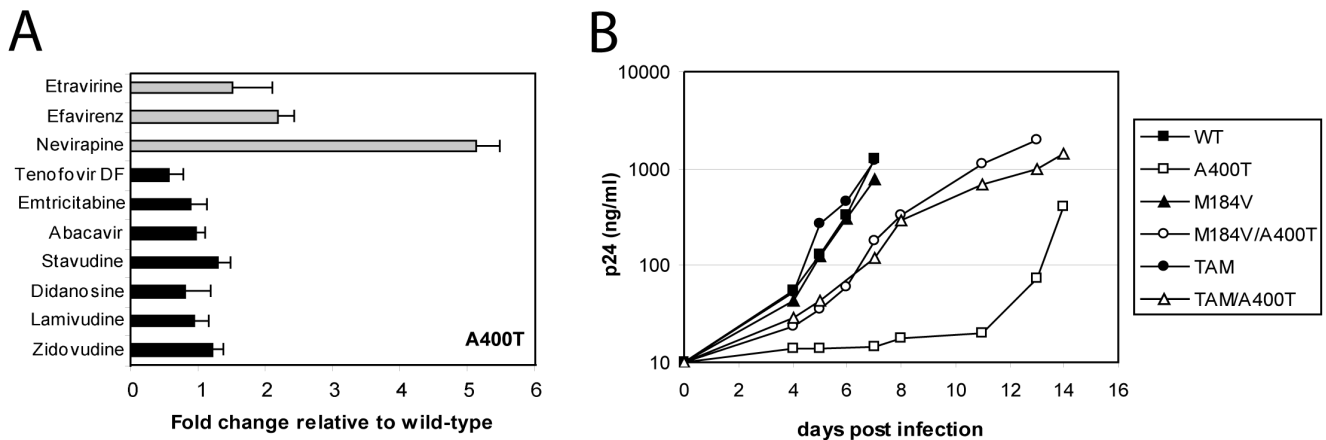 A
Etravirine
Efavirenz
Nevirapine
Tenofovir DF
Emtricitabine
Abacavir
Stavudine
Didanosine
Lamivudine
Zidovudine
A400T
0 1 2 3 4 5 6
Fold change relative to wild-type
B
10000
1000
100
10
p24 (ng/ml)
0 2 4 6 8 10 12 14 16
days post infection
WT
A400T
M184V
M184V/A400T
TAM
TAM/A400T